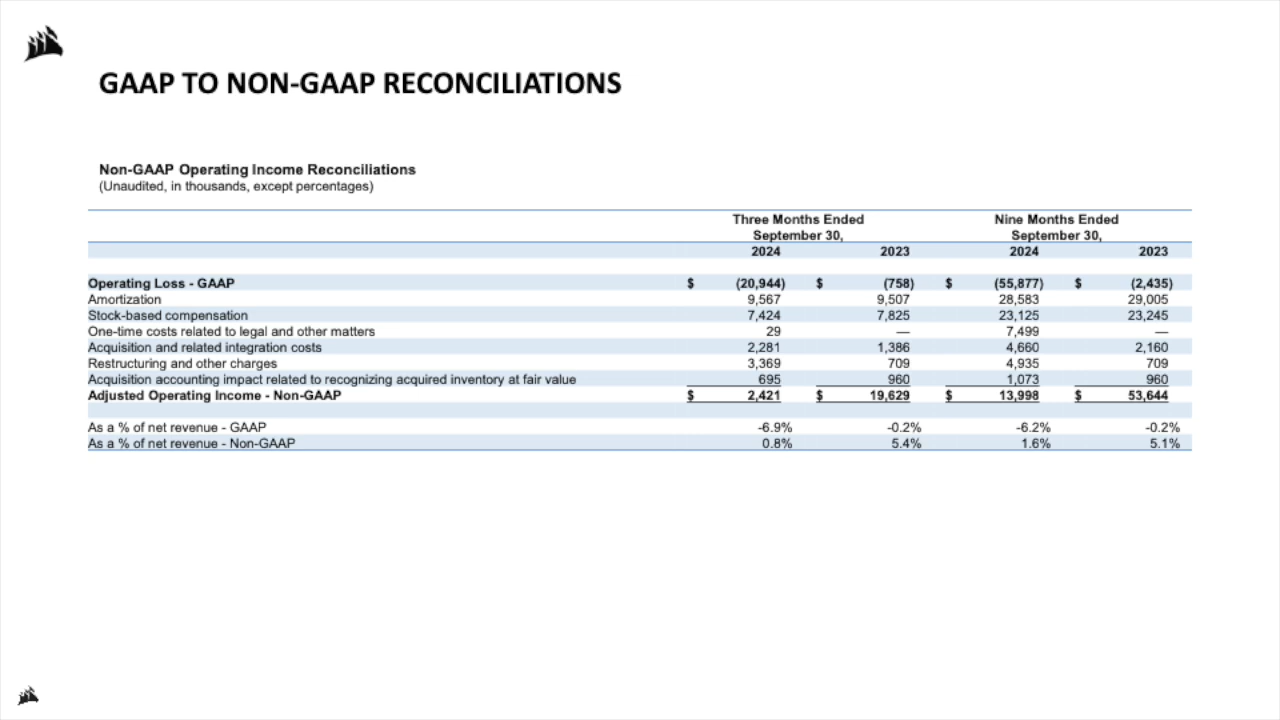 GAAP TO NON-GAAP RECONCILIATIONS
Non-GAAP Operating Income Reconciliations
(Unaudited, in thousands, except percentages)
Three Months Ended Nine Months Ended
September 30, September 30,
2024 2023 2024 2023
Operating Loss - GAAP $ (20,944) $ (758) $ (55,877) $ (2,435)
Amortization 9,567 9,507 28,583 29,005
Stock-based compensation 7,424 7,825 23,125 23,245
One-time costs related to legal and other matters 29 — 7,499 —
Acquisition and related integration costs 2,281 1,386 4,660 2,160
Restructuring and other charges 3,369 709 4,935 709
Acquisition accounting impact related to recognizing acquired inventory at fair value 695 960 1,073 960
Adjusted Operating Income - Non-GAAP $ 2,421 $ 19,629 $ 13,998 $ 53,644
As a % of net revenue - GAAP -6.9% -0.2% -6.2% -0.2%
As a % of net revenue - Non-GAAP 0.8% 5.4% 1.6% 5.1%